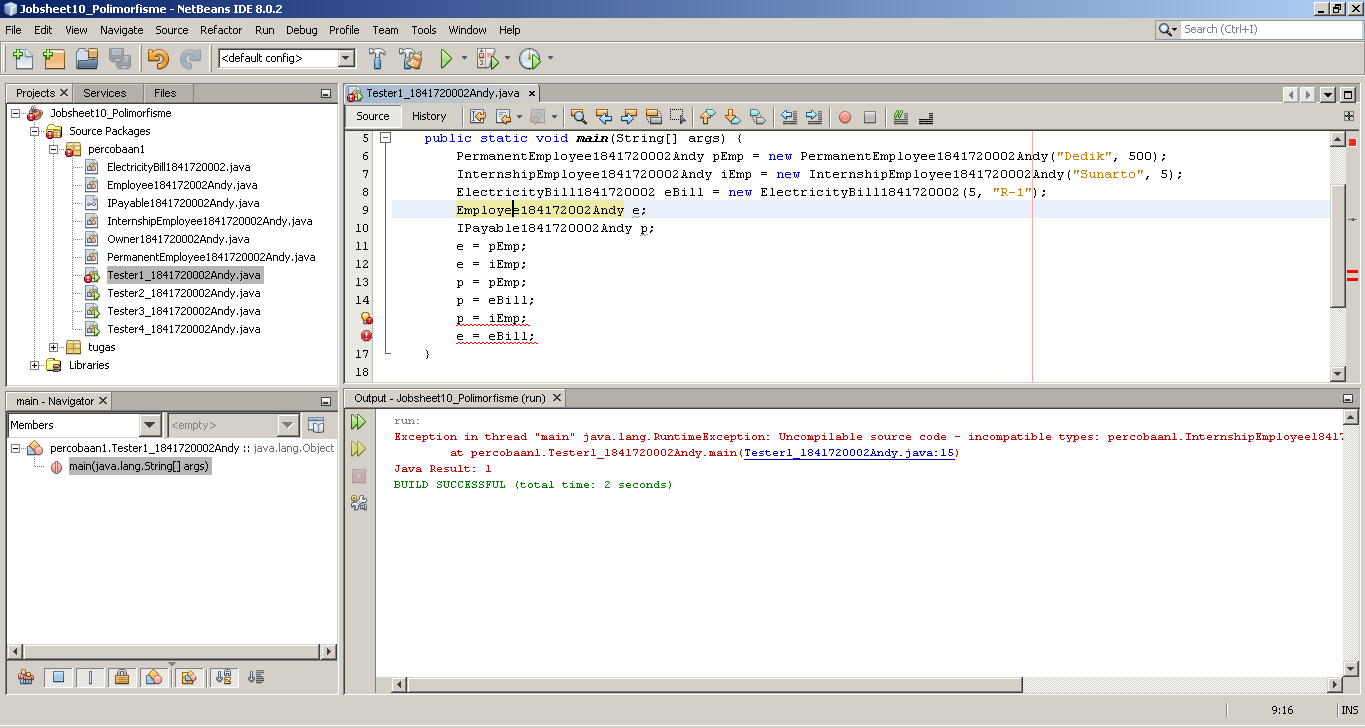 Jobsheet10_Polimorfisme - NetBeans IDE 8.0.2
File Edit View Navigate Source Refactor Run Debug Profile Team Tools Window Help
Search (Ctrl+I)
<default config>
Projects Services Files
Jobsheet10_Polimorfisme
Source Packages
percobaan1
ElectricityBill1841720002.java
Employee184172002Andy.java
IPayable1841720002Andy.java
InternshipEmployee1841720002Andy.java
Owner1841720002Andy.java
PermanentEmployee1841720002Andy.java
Tester1_1841720002Andy.java
Tester2_1841720002Andy.java
Tester3_1841720002Andy.java
Tester4_1841720002Andy.java
tugas
Libraries
main - Navigator
Members <empty>
percobaan1.Tester1_1841720002Andy :: java.lang.Object
main(java.lang.String[] args)
Tester1_1841720002Andy.java
Source History
5 public static void main(String[] args) {
6 PermanentEmployee1841720002Andy pEmp = new PermanentEmployee1841720002Andy("Dedik", 500);
7 InternshipEmployee1841720002Andy iEmp = new InternshipEmployee1841720002Andy("Sunarto", 5);
8 ElectricityBill1841720002 eBill = new ElectricityBill1841720002(5, "R-1");
9 Employee184172002Andy e;
10 IPayable1841720002Andy p;
11 e = pEmp;
12 e = iEmp;
13 p = pEmp;
14 p = eBill;
p = iEmp;
e = eBill;
17 }
18
Output - Jobsheet10_Polimorfisme (run)
run:
Exception in thread "main" java.lang.RuntimeException: Uncompilable source code - incompatible types: percobaan1.InternshipEmployee1841
at percobaan1.Tester1_1841720002Andy.main(Tester1_1841720002Andy.java:15)
Java Result: 1
BUILD SUCCESSFUL (total time: 2 seconds)
9:16 INS